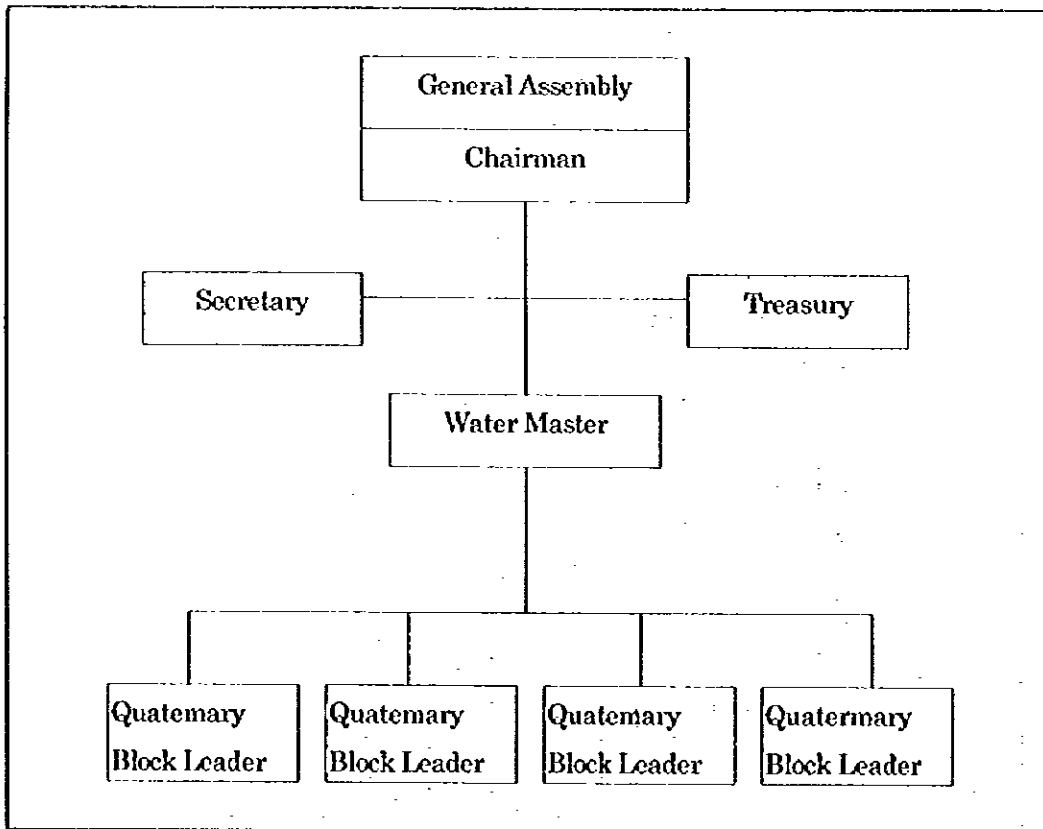 General Assembly
Chairman
Secretary
Treasury
Water Master
Quatemary
Block Leader
Quatemary
Block Leader
Quatemary
Block Leader
Quatermary
Block Leader